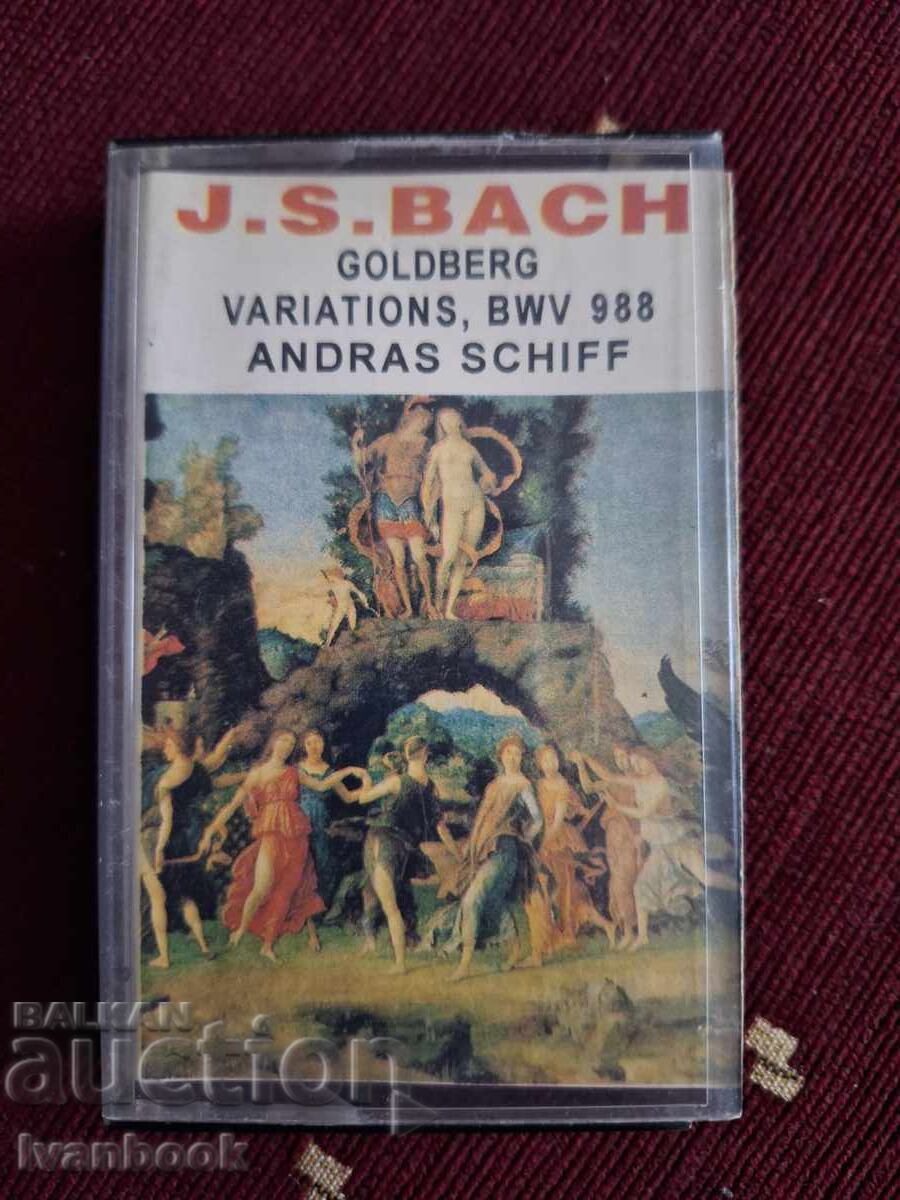 J.S.BACH
GOLDBERG
VARIATIONS, BWV 988
ANDRAS SCHIFF
BALKAN
auction
Ivanbook